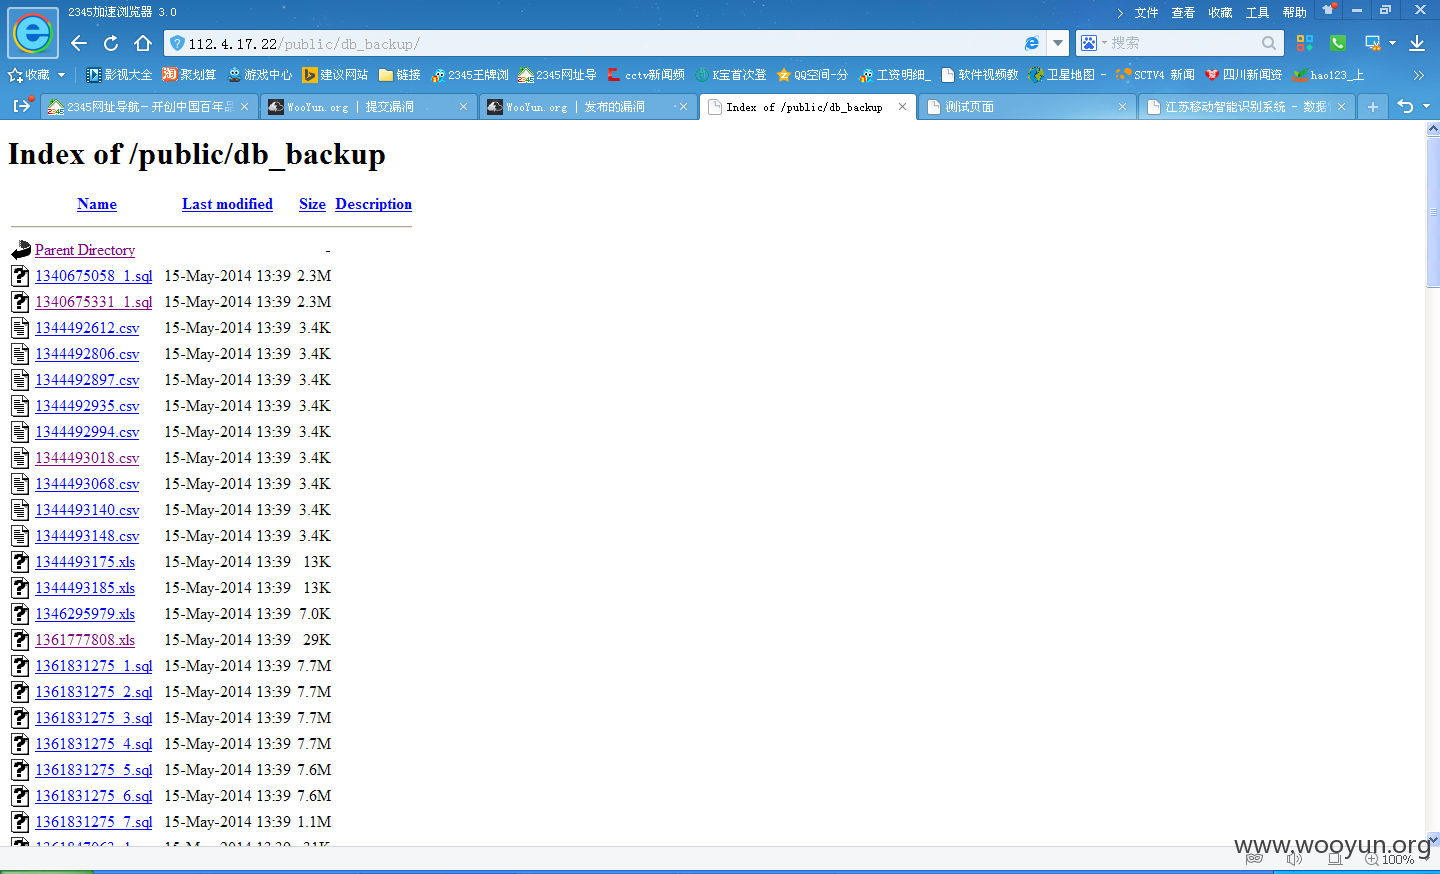 2345加速浏览器 3.0
文件 查看 收藏 工具 帮助
112.4.17.22/public/db_backup/
搜索
收藏 影视大全 聚划算 游戏中心 建议网站 链接 2345王牌浏 2345网址导 cctv新闻频 K宝首次登 QQ空间-分 工资明细_ 软件视频教 卫星地图 - SCTV4 新闻 四川新闻资 hao123_上
2345网址导航－开创中国百年品 WooYun.org | 提交漏洞 WooYun.org | 发布的漏洞 Index of /public/db_backup 测试页面 江苏移动智能识别系统 - 数据
Index of /public/db_backup
Name Last modified Size Description
Parent Directory -
1340675058_1.sql 15-May-2014 13:39 2.3M
1340675331_1.sql 15-May-2014 13:39 2.3M
1344492612.csv 15-May-2014 13:39 3.4K
1344492806.csv 15-May-2014 13:39 3.4K
1344492897.csv 15-May-2014 13:39 3.4K
1344492935.csv 15-May-2014 13:39 3.4K
1344492994.csv 15-May-2014 13:39 3.4K
1344493018.csv 15-May-2014 13:39 3.4K
1344493068.csv 15-May-2014 13:39 3.4K
1344493140.csv 15-May-2014 13:39 3.4K
1344493148.csv 15-May-2014 13:39 3.4K
1344493175.xls 15-May-2014 13:39 13K
1344493185.xls 15-May-2014 13:39 13K
1346295979.xls 15-May-2014 13:39 7.0K
1361777808.xls 15-May-2014 13:39 29K
1361831275_1.sql 15-May-2014 13:39 7.7M
1361831275_2.sql 15-May-2014 13:39 7.7M
1361831275_3.sql 15-May-2014 13:39 7.7M
1361831275_4.sql 15-May-2014 13:39 7.7M
1361831275_5.sql 15-May-2014 13:39 7.6M
1361831275_6.sql 15-May-2014 13:39 7.6M
1361831275_7.sql 15-May-2014 13:39 1.1M
www.wooyun.org
100%